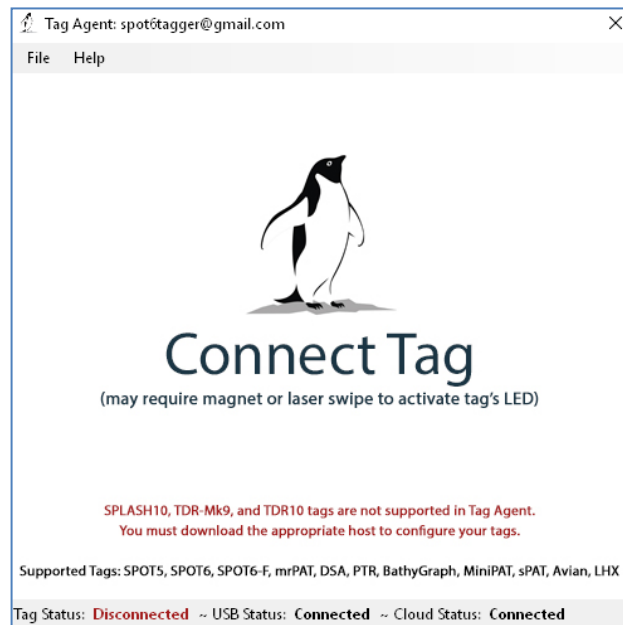 Tag Agent: spot6tagger@gmail.com
File Help
Connect Tag
(may require magnet or laser swipe to activate tag's LED)
SPLASH10, TDR-Mk9, and TDR10 tags are not supported in Tag Agent.
You must download the appropriate host to configure your tags.
Supported Tags: SPOT5, SPOT6, SPOT6-F, mrPAT, DSA, PTR, BathyGraph, MiniPAT, sPAT, Avian, LHX
Tag Status: Disconnected ~ USB Status: Connected ~ Cloud Status: Connected